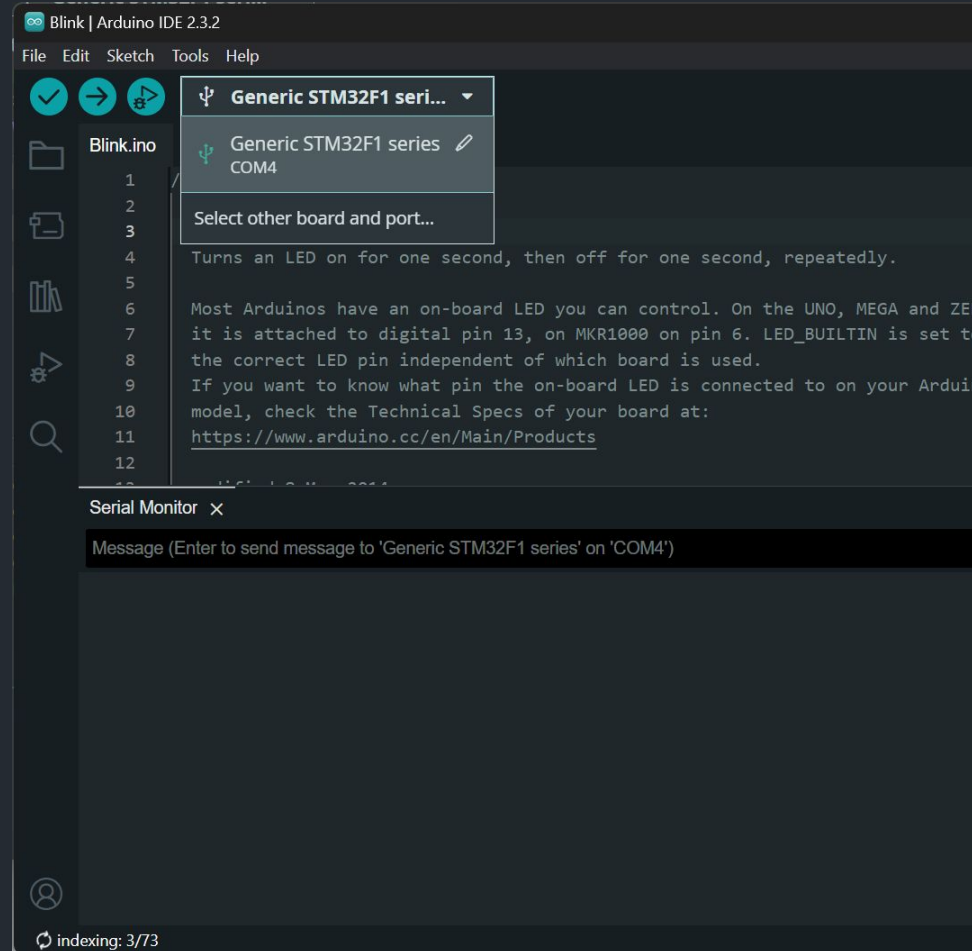 Blink | Arduino IDE 2.3.2
File Edit Sketch Tools Help
Generic STM32F1 seri...
Generic STM32F1 series
COM4
Select other board and port...
Blink.ino
1 /
2
3
4 Turns an LED on for one second, then off for one second, repeatedly.
5
6 Most Arduinos have an on-board LED you can control. On the UNO, MEGA and ZE
7 it is attached to digital pin 13, on MKR1000 on pin 6. LED_BUILTIN is set t
8 the correct LED pin independent of which board is used.
9 If you want to know what pin the on-board LED is connected to on your Ardui
10 model, check the Technical Specs of your board at:
11 https://www.arduino.cc/en/Main/Products
12
Serial Monitor
Message (Enter to send message to 'Generic STM32F1 series' on 'COM4')
indexing: 3/73